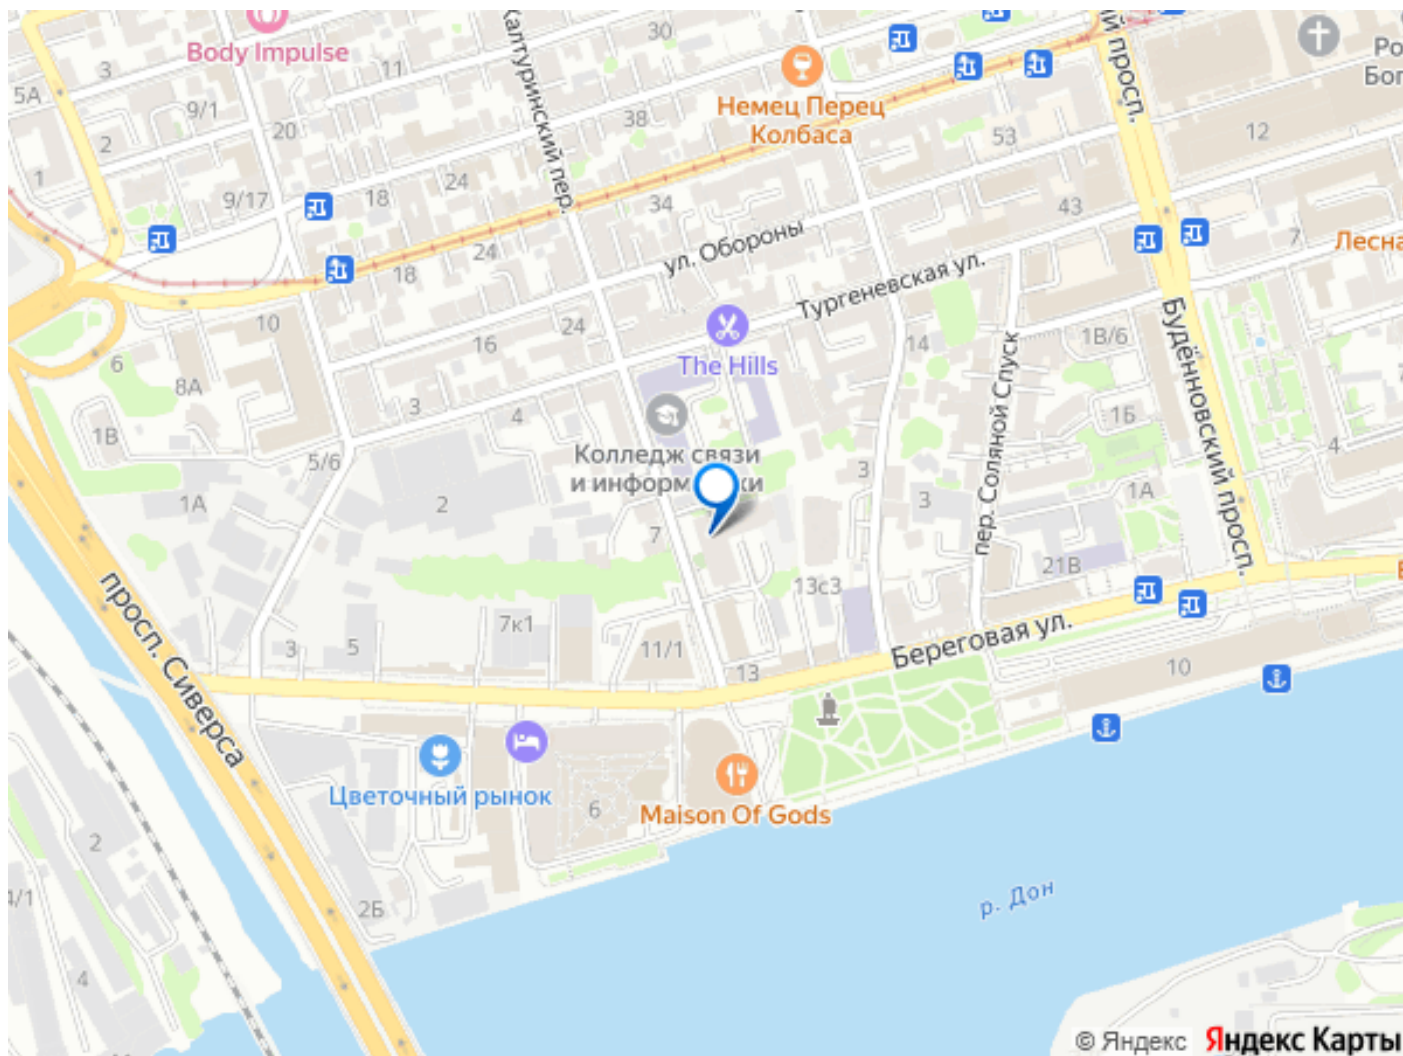 Body Impulse
30
3
11
5А
9/1
2
20
38
Халтуринский пер.
Немец Перец
Колбаса
53
12
1
9/17
18
24
34
43
ул. Обороны
18
24
7
Лесна
Тургеневская ул.
10
24
16
6
8А
The Hills
14
1В/6
Будённовский просп.
3
4
1В
пер. Соляной Спуск
1Б
4
Колледж связи
5/6
3
1А
2
3
1А
7
21В
13с3
просп. Сиверса
7к1
3
5
11/1
13
Береговая ул.
10
Цветочный рынок
6
Maison Of Gods
2
4/1
2Б
р. Дон
4
© Яндекс
Яндекс Карты